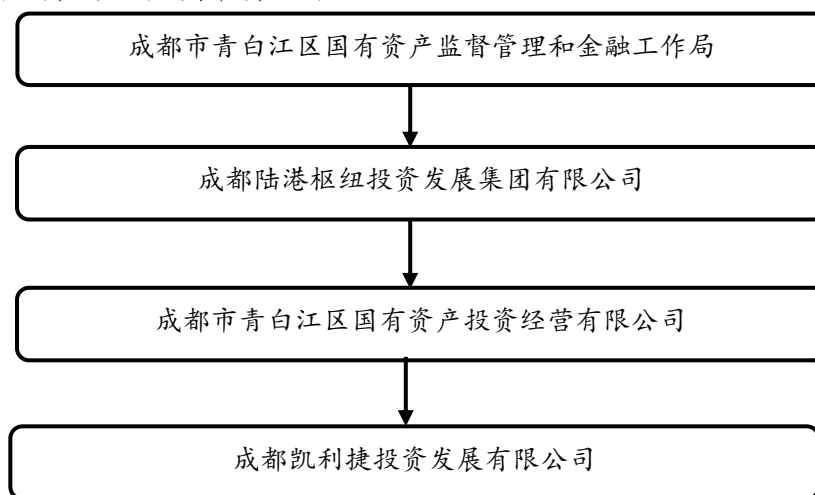 成都市青白江区国有资产监督管理和金融工作局
成都陆港枢纽投资发展集团有限公司
成都市青白江区国有资产投资经营有限公司
成都凯利捷投资发展有限公司